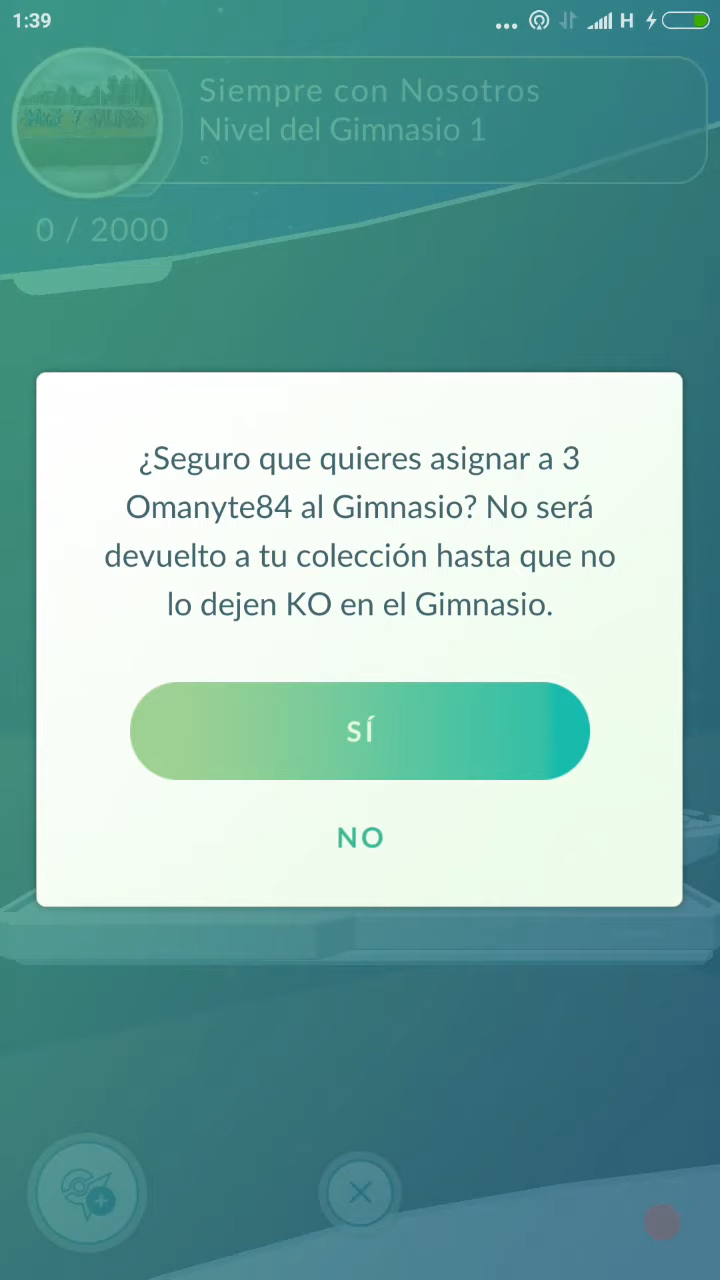 1:39
H
Siempre con Nosotros
Nivel del Gimnasio 1
0 / 2000
¿Seguro que quieres asignar a 3
Omanyte84 al Gimnasio? No será
devuelto a tu colección hasta que no
lo dejen KO en el Gimnasio.
SÍ
NO